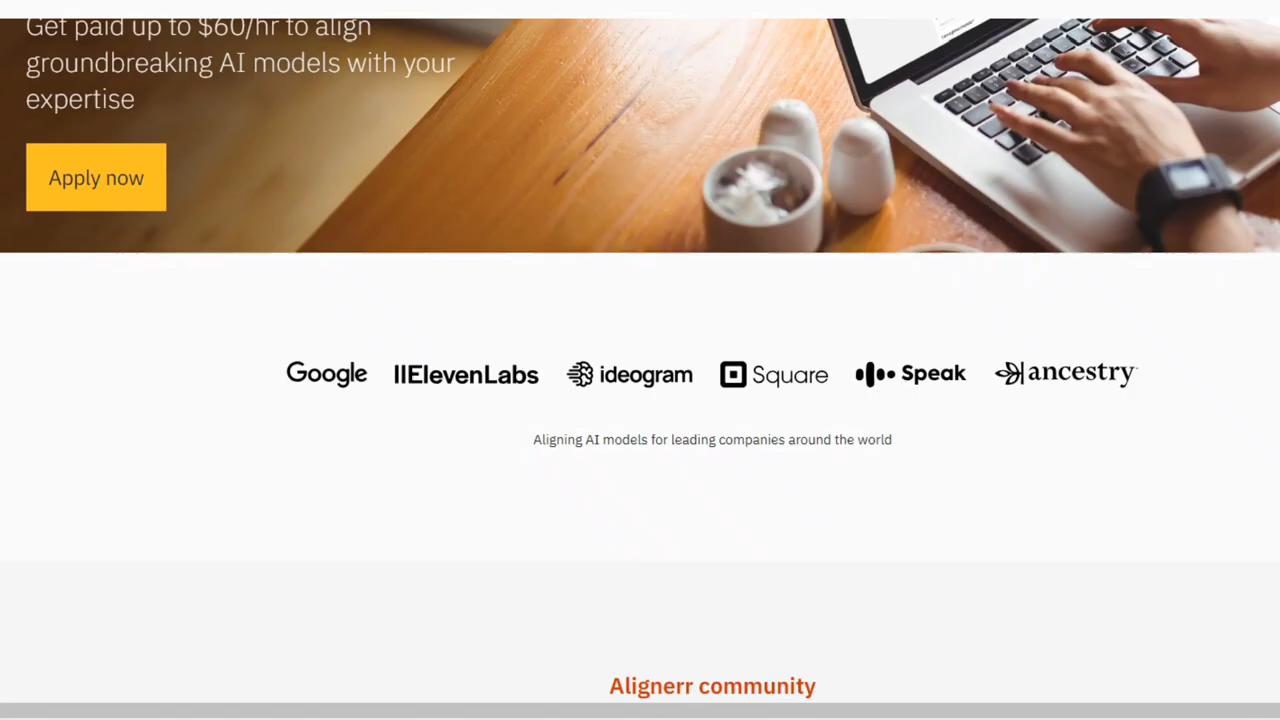 Get paid up to $60/hr to align
groundbreaking AI models with your
expertise
Apply now
Google
IIElevenLabs
ideogram
Square
Speak
ancestry
Aligning AI models for leading companies around the world
Alignerr community